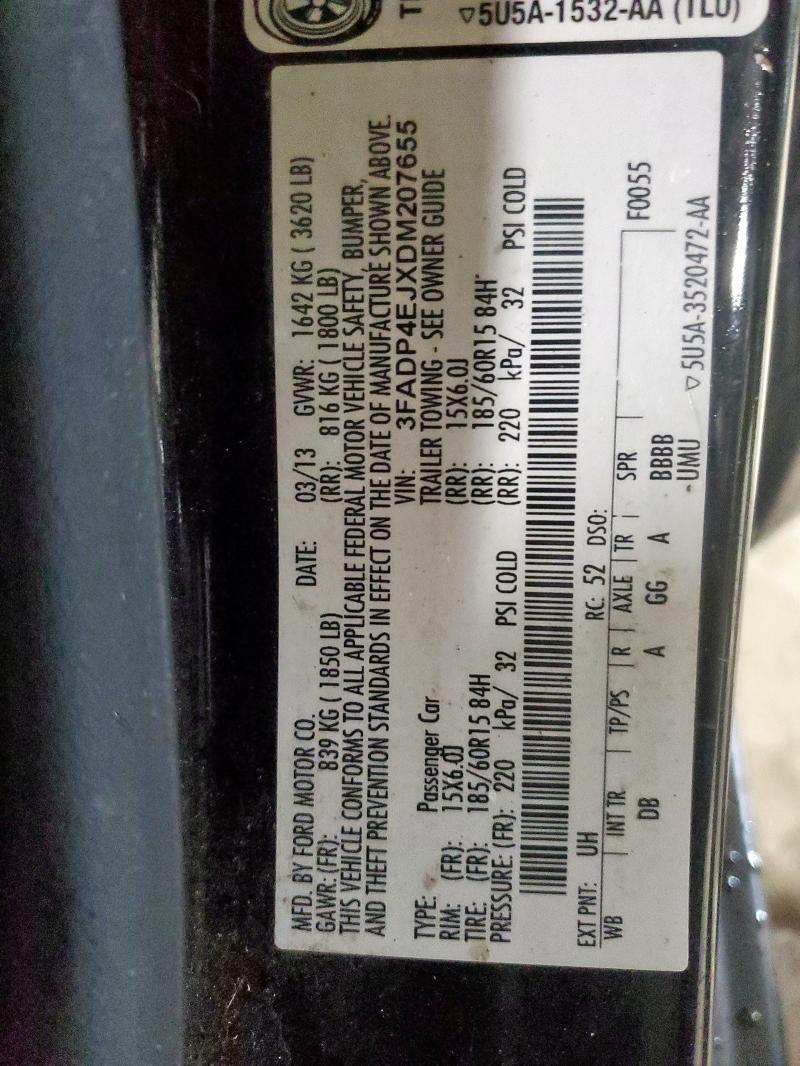 ▽5U5A-1532-AA (TLU)
MFD. BY FORD MOTOR CO. DATE: 03/13 GVWR: 1642 KG ( 3620 LB)
GAWR: (FR): 839 KG ( 1850 LB) (RR): 816 KG ( 1800 LB)
THIS VEHICLE CONFORMS TO ALL APPLICABLE FEDERAL MOTOR VEHICLE SAFETY, BUMPER,
AND THEFT PREVENTION STANDARDS IN EFFECT ON THE DATE OF MANUFACTURE SHOWN ABOVE.
VIN: 3FADP4EJXDM207655
TYPE: Passenger Car TRAILER TOWING - SEE OWNER GUIDE
RIM: (FR): 15X6.0J (RR): 15X6.0J
TIRE: (FR): 185/60R15 84H (RR): 185/60R15 84H
PRESSURE (FR): 220 kPa/ 32 PSI COLD (RR): 220 kPa/ 32 PSI COLD
EXT PNT: UH RC: 52 DSO:
WB INT TR TP/PS R AXLE TR SPR F0055
DB A GG A BBBB
-UMU
▽5U5A-3520472-AA